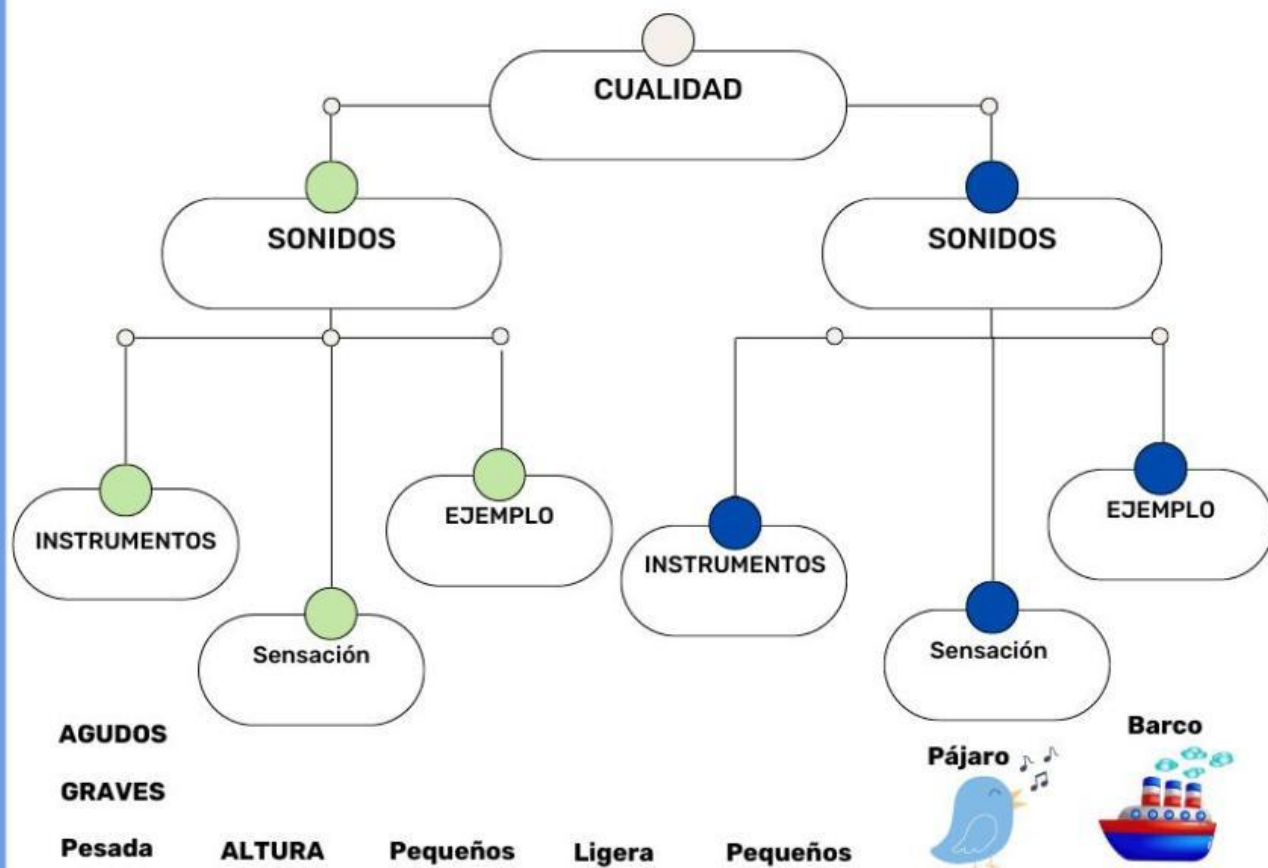 CUALIDAD
SONIDOS
SONIDOS
INSTRUMENTOS
EJEMPLO
INSTRUMENTOS
EJEMPLO
Sensación
Sensación
AGUDOS
GRAVES
Pesada
ALTURA
Pequeños
Ligera
Pequeños
Pájaro
Barco